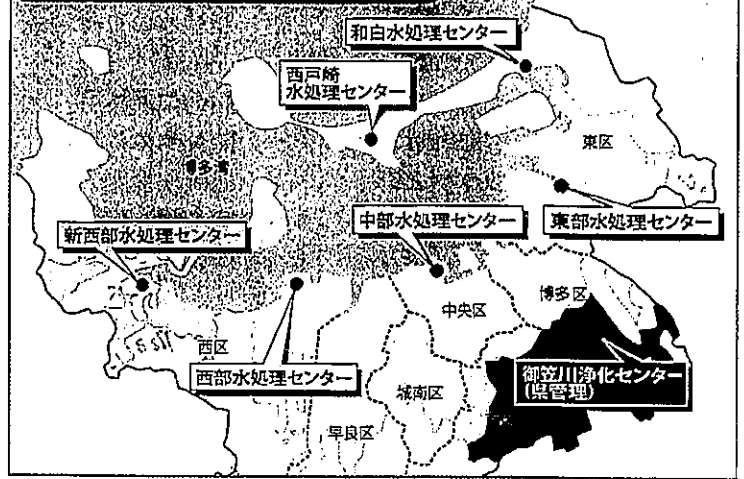 和白水処理センター
西戸崎
水処理センター
東区
博多湾
新西部水処理センター
中部水処理センター
東部水処理センター
中央区
博多区
西区
西部水処理センター
城南区
御笠川浄化センター
(県管理)
早良区